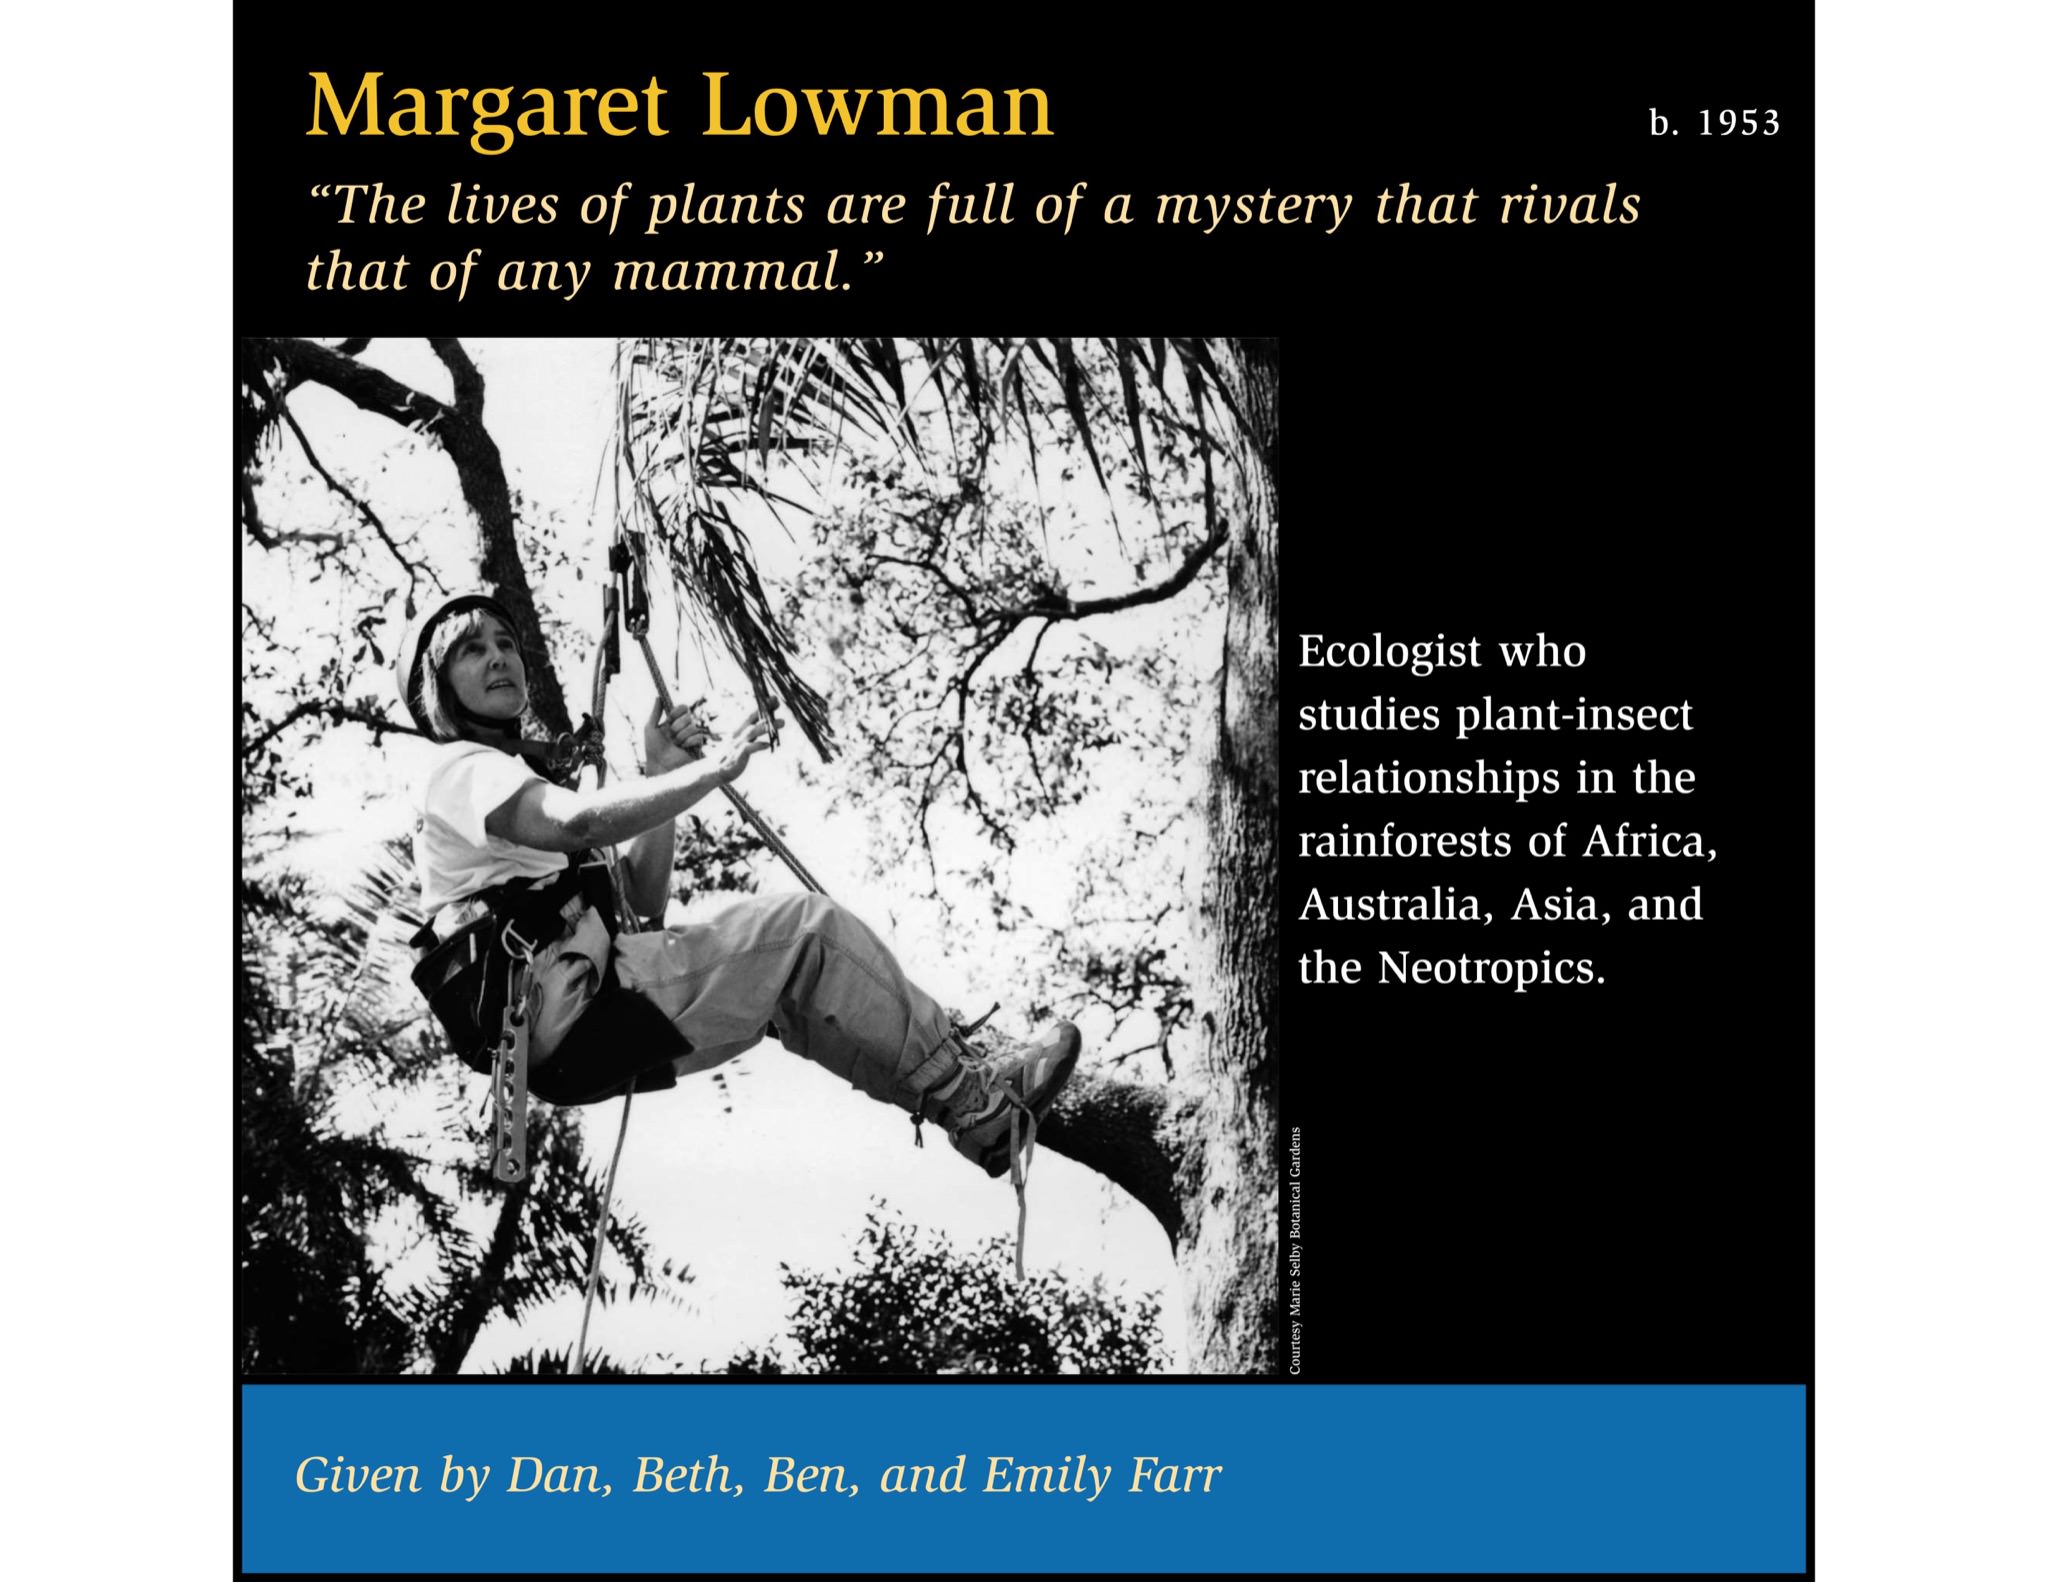 Margaret Lowman
b. 1953
“The lives of plants are full of a mystery that rivals
that of any mammal.”
Ecologist who
studies plant-insect
relationships in the
rainforests of Africa,
Australia, Asia, and
the Neotropics.
Courtesy Marie Selby Botanical Gardens
Given by Dan, Beth, Ben, and Emily Farr